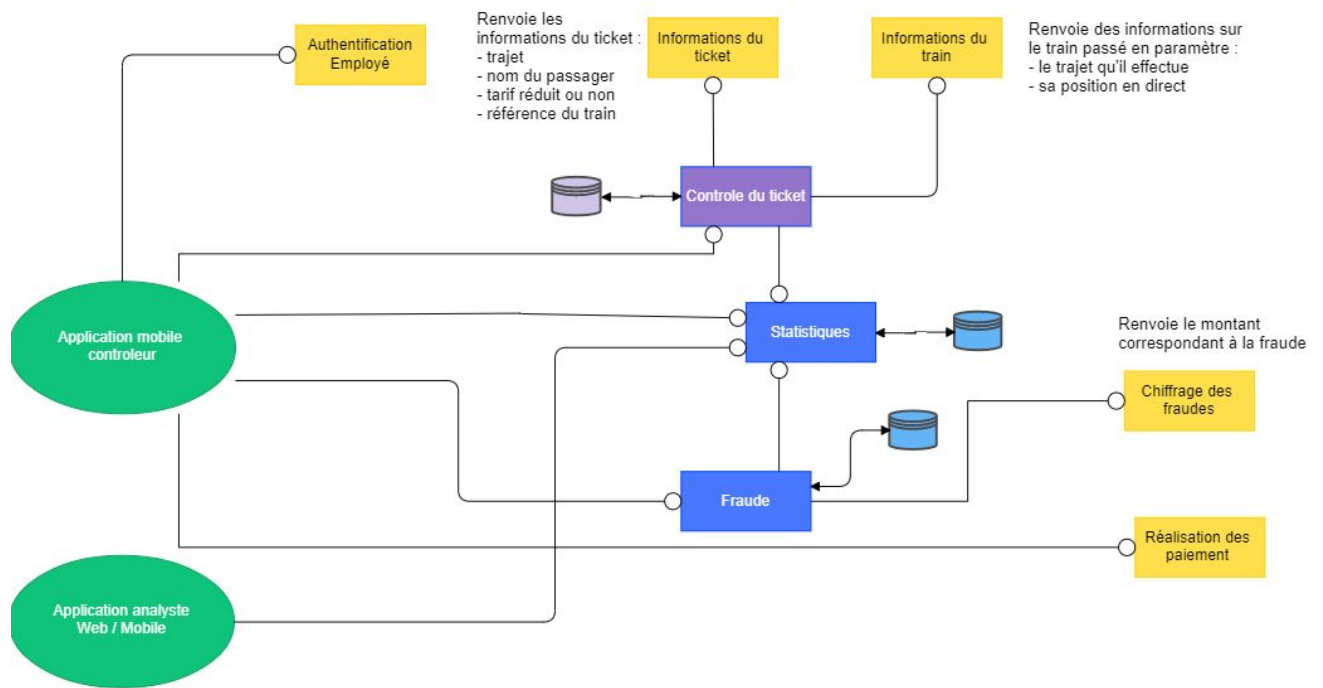 Renvoie les
informations du ticket :
- trajet
- nom du passager
- tarif réduit ou non
- référence du train
Authentification
Employé
Informations du
ticket
Informations du
train
Renvoie des informations sur
le train passé en paramètre :
- le trajet qu'il effectue
- sa position en direct
Controle du ticket
Application mobile
controleur
Statistiques
Renvoie le montant
correspondant à la fraude
Chiffrage des
fraudes
Fraude
Réalisation des
paiement
Application analyste
Web / Mobile